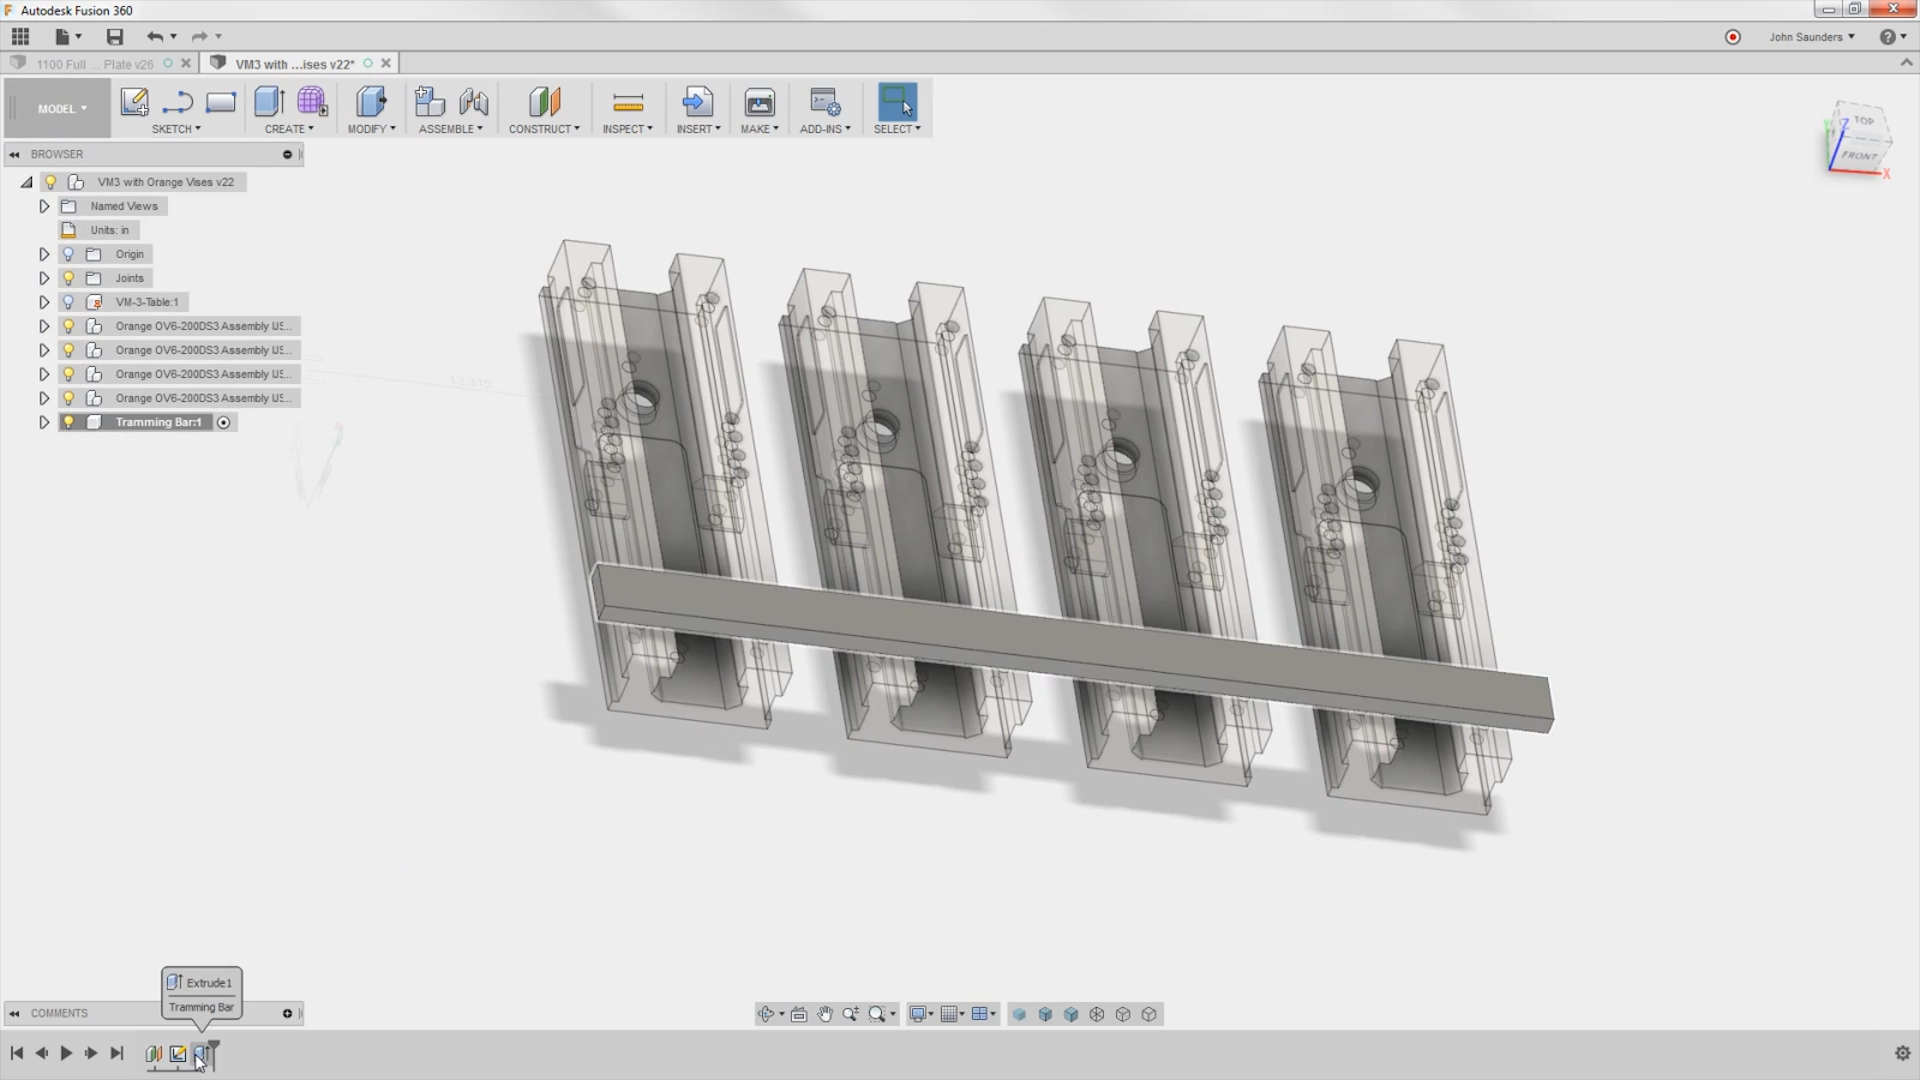 Autodesk Fusion 360
John Saunders
1100 Full ... Plate v26
VM3 with ...ises v22*
MODEL
SKETCH
CREATE
MODIFY
ASSEMBLE
CONSTRUCT
INSPECT
INSERT
MAKE
ADD-INS
SELECT
TOP
FRONT
Z
X
BROWSER
VM3 with Orange Vises v22
Named Views
Units: in
Origin
Joints
VM-3-Table:1
Orange OV6-200DS3 Assembly US...
Orange OV6-200DS3 Assembly US...
Orange OV6-200DS3 Assembly US...
Orange OV6-200DS3 Assembly US...
Tramming Bar:1
12.375
Extrude1
Tramming Bar
COMMENTS